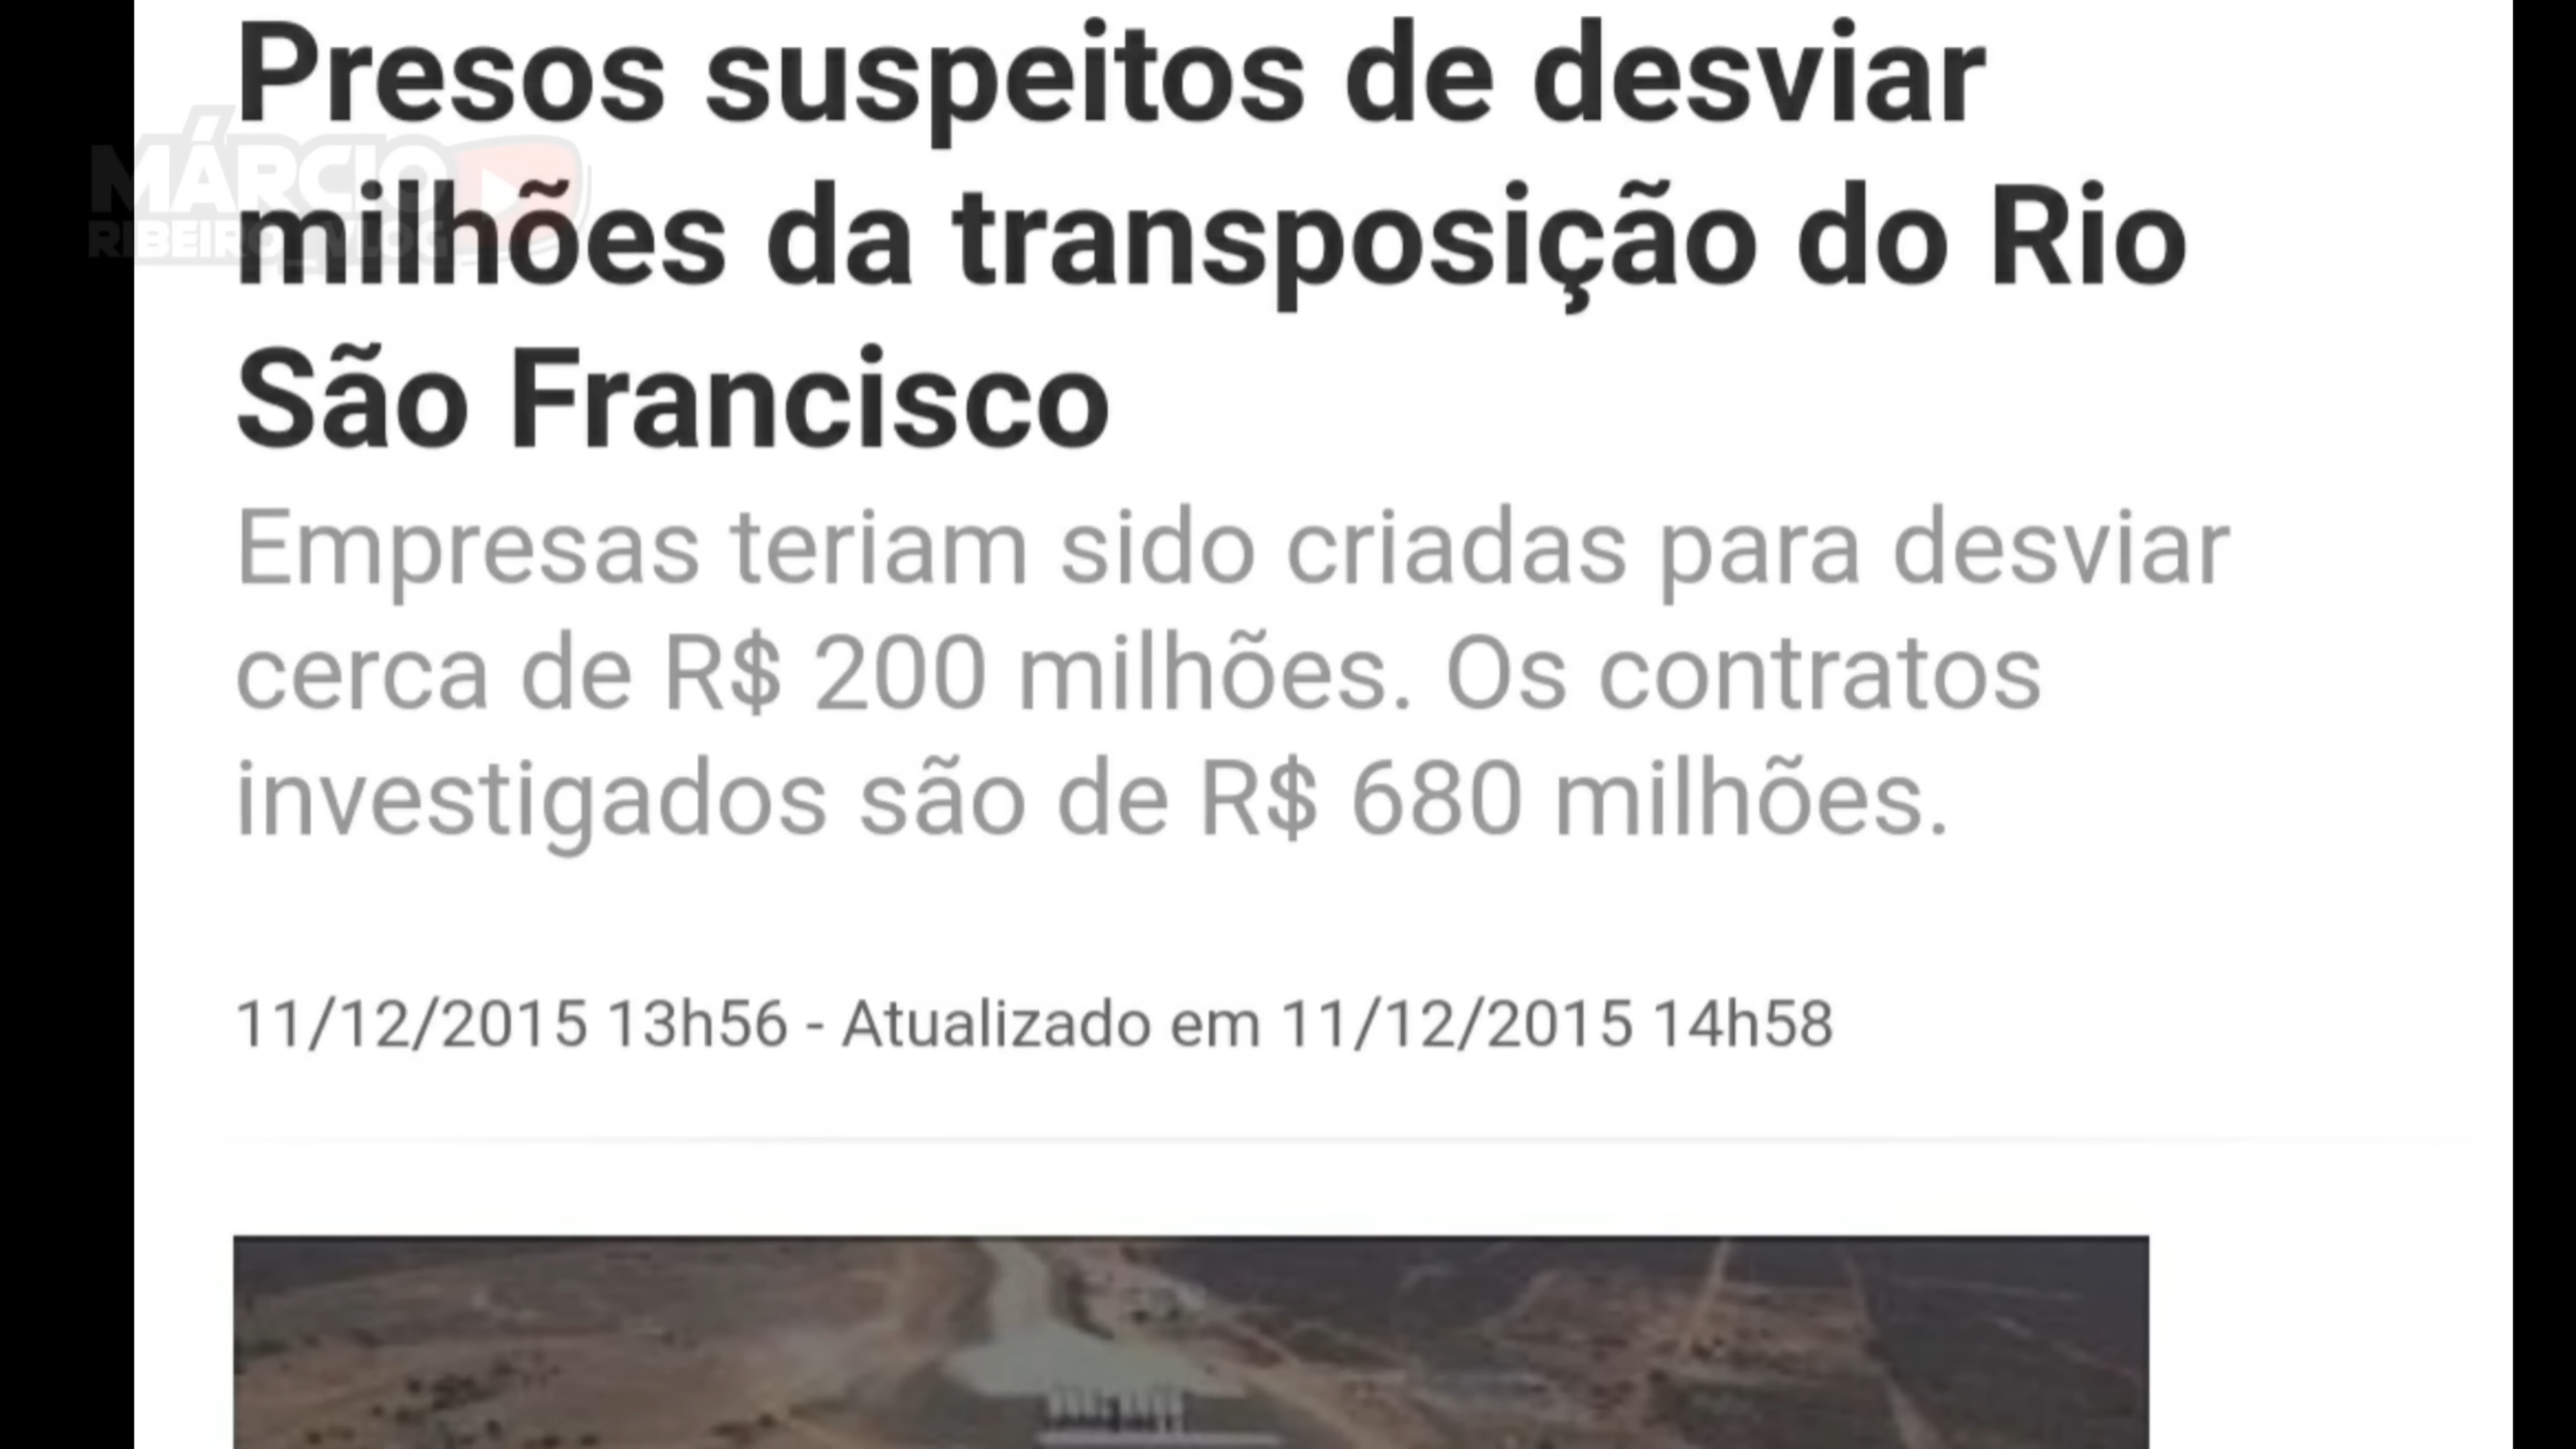 Presos suspeitos de desviar
milhões da transposição do Rio
São Francisco
MÁRCIO
RIBEIRO_VLOG
Empresas teriam sido criadas para desviar
cerca de R$ 200 milhões. Os contratos
investigados são de R$ 680 milhões.
11/12/2015 13h56 - Atualizado em 11/12/2015 14h58